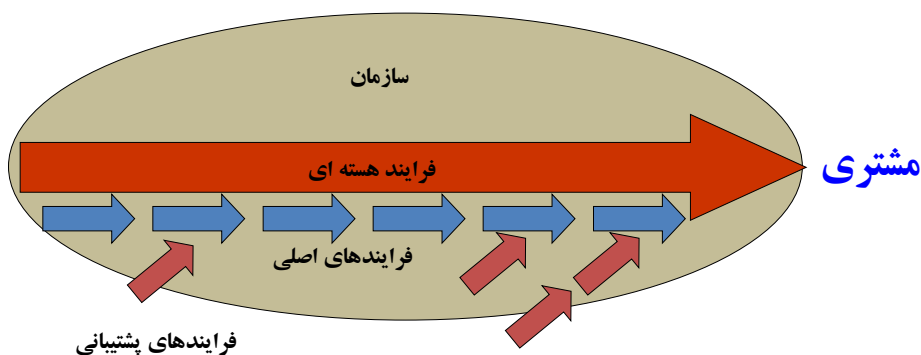 سازمان
فرایند هسته ای
مشتری
فرایندهای اصلی
فرایندهای پشتیبانی